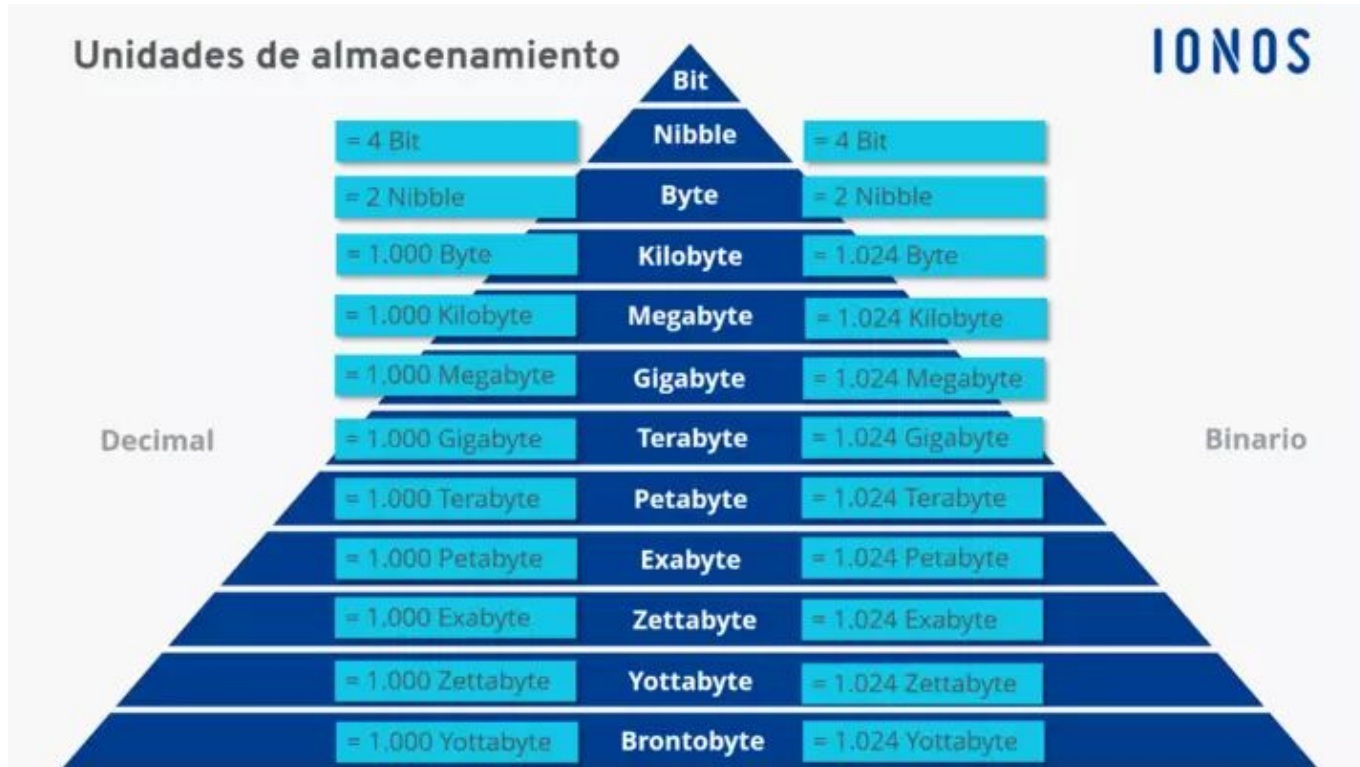 Unidades de almacenamiento
IONOS
Bit
= 4 Bit Nibble = 4 Bit
= 2 Nibble Byte = 2 Nibble
= 1.000 Byte Kilobyte = 1.024 Byte
= 1.000 Kilobyte Megabyte = 1.024 Kilobyte
= 1.000 Megabyte Gigabyte = 1.024 Megabyte
Decimal = 1.000 Gigabyte Terabyte = 1.024 Gigabyte Binario
= 1.000 Terabyte Petabyte = 1.024 Terabyte
= 1.000 Petabyte Exabyte = 1.024 Petabyte
= 1.000 Exabyte Zettabyte = 1.024 Exabyte
= 1.000 Zettabyte Yottabyte = 1.024 Zettabyte
= 1.000 Yottabyte Brontobyte = 1.024 Yottabyte